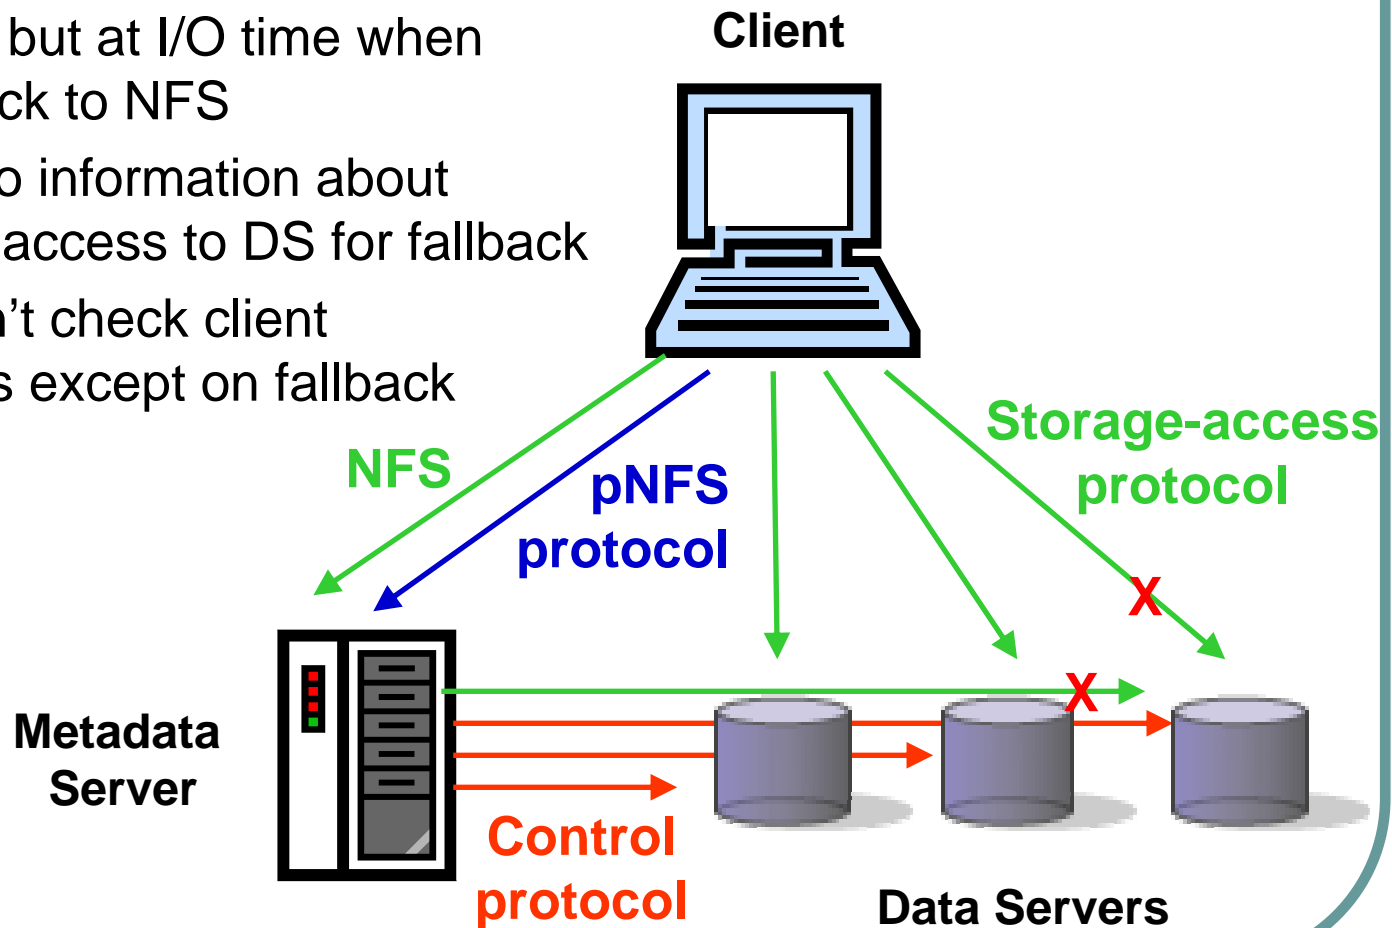 but at I/O time when
ck to NFS
o information about
access to DS for fallback
't check client
s except on fallback
Client
NFS
pNFS
protocol
Storage-access
protocol
X
X
Metadata
Server
Control
protocol
Data Servers